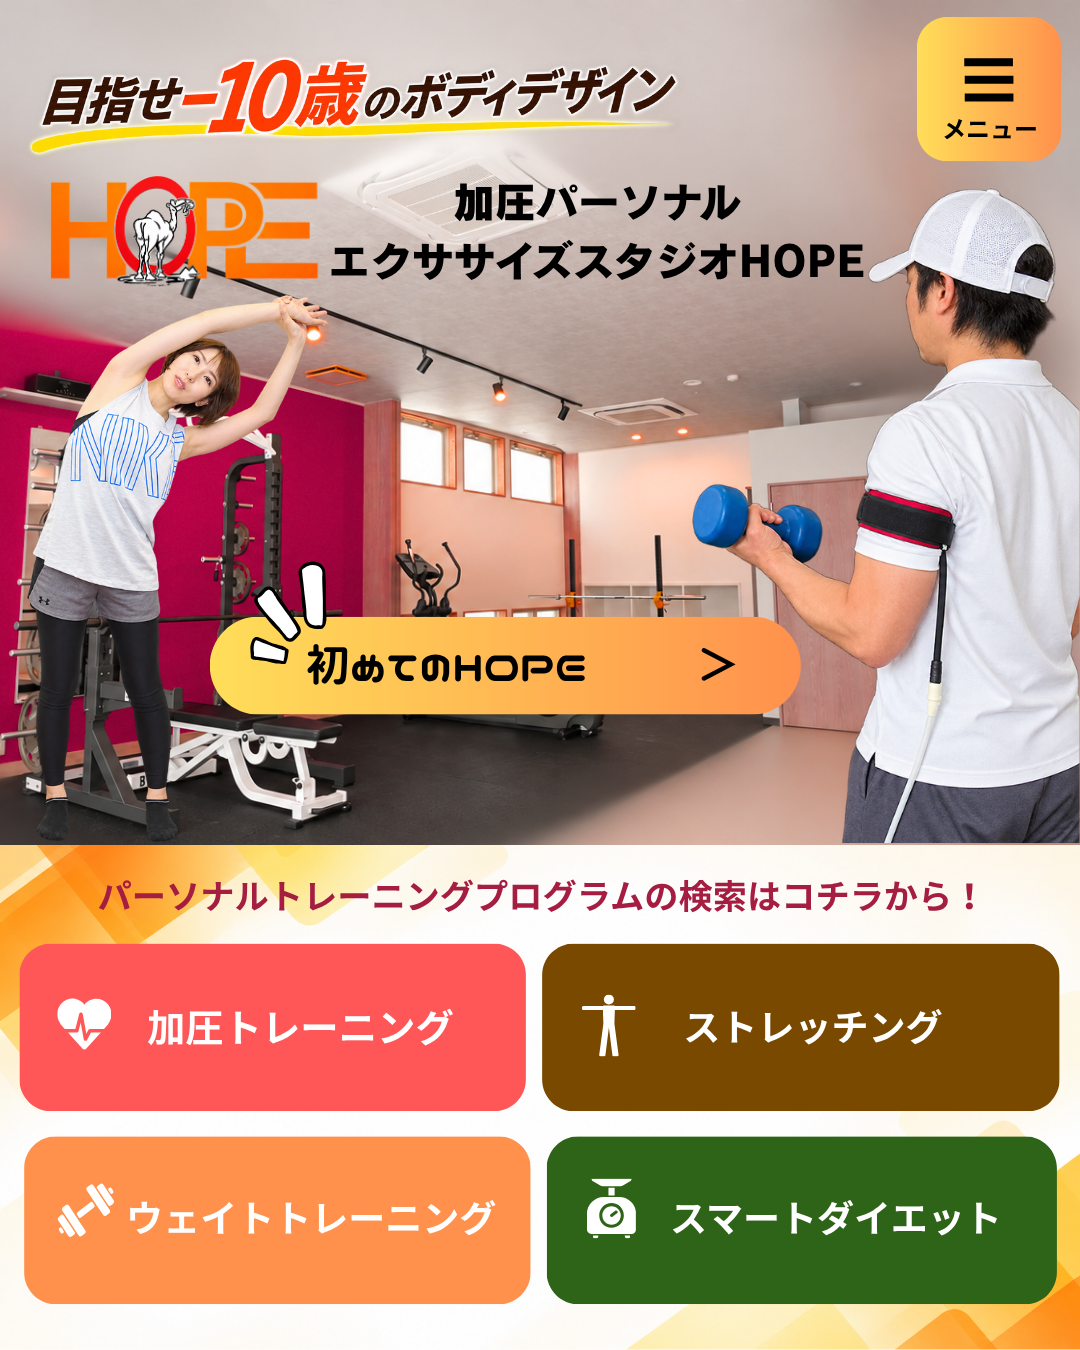 目指せ-10歳のボディデザイン
メニュー
HOPE
加圧パーソナル
エクササイズスタジオHOPE
NIKE
初めてのHOPE >
パーソナルトレーニングプログラムの検索はコチラから！
加圧トレーニング
ストレッチング
ウェイトトレーニング
スマートダイエット